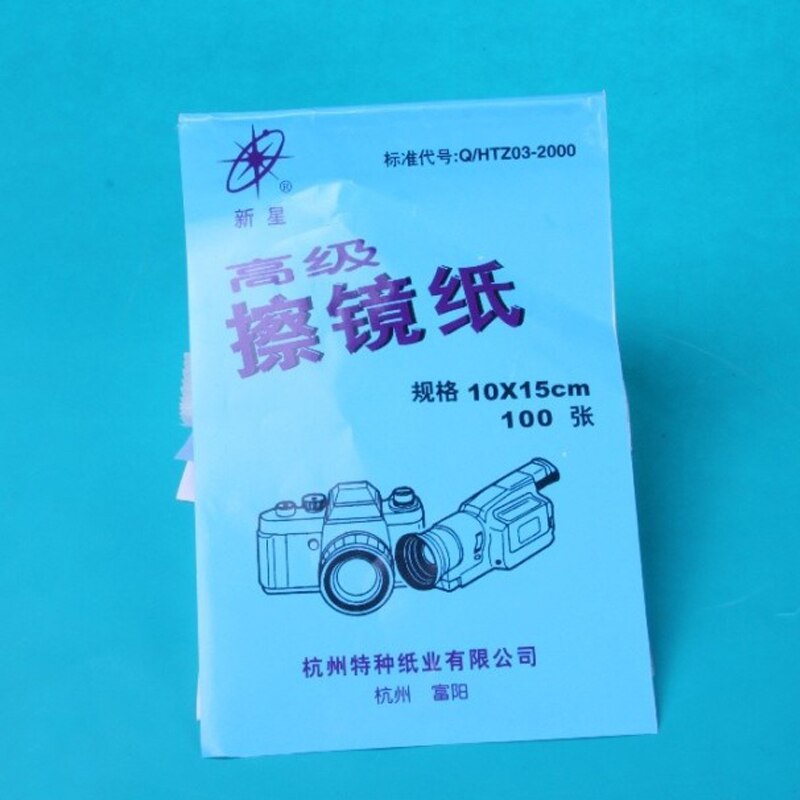 标准代号:Q/HTZ03-2000
®
新星
高级
擦镜纸
规格 10X15cm
100 张
杭州特种纸业有限公司
杭州 富阳